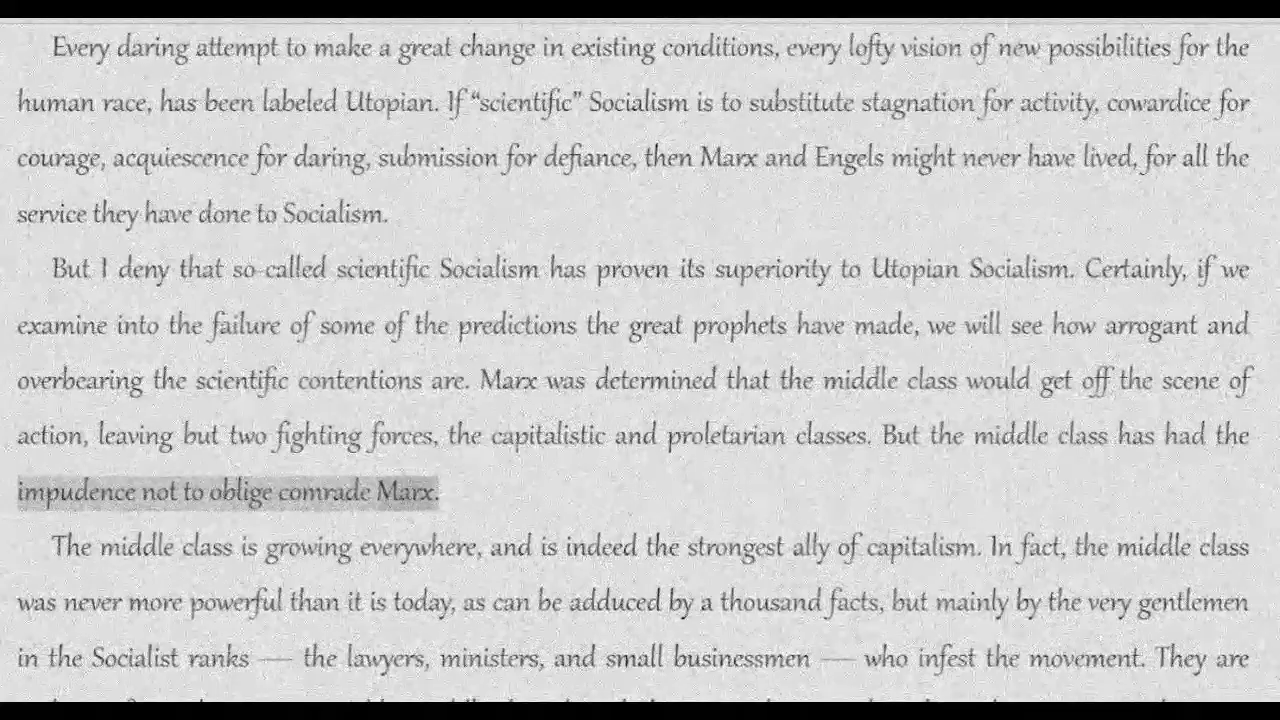 Every daring attempt to make a great change in existing conditions, every lofty vision of new possibilities for the
human race, has been labeled Utopian. If “scientific” Socialism is to substitute stagnation for activity, cowardice for
courage, acquiescence for daring, submission for defiance, then Marx and Engels might never have lived, for all the
service they have done to Socialism.
But I deny that so-called scientific Socialism has proven its superiority to Utopian Socialism. Certainly, if we
examine into the failure of some of the predictions the great prophets have made, we will see how arrogant and
overbearing the scientific contentions are. Marx was determined that the middle class would get off the scene of
action, leaving but two fighting forces, the capitalistic and proletarian classes. But the middle class has had the
impudence not to oblige comrade Marx.
The middle class is growing everywhere, and is indeed the strongest ally of capitalism. In fact, the middle class
was never more powerful than it is today, as can be adduced by a thousand facts, but mainly by the very gentlemen
in the Socialist ranks — the lawyers, ministers, and small businessmen — who infest the movement. They are